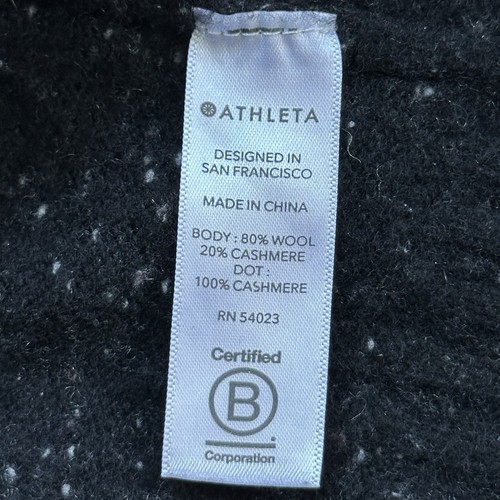 ATHLETA
DESIGNED IN
SAN FRANCISCO
MADE IN CHINA
BODY : 80% WOOL
20% CASHMERE
DOT :
100% CASHMERE
RN 54023
Certified
B
Corporation